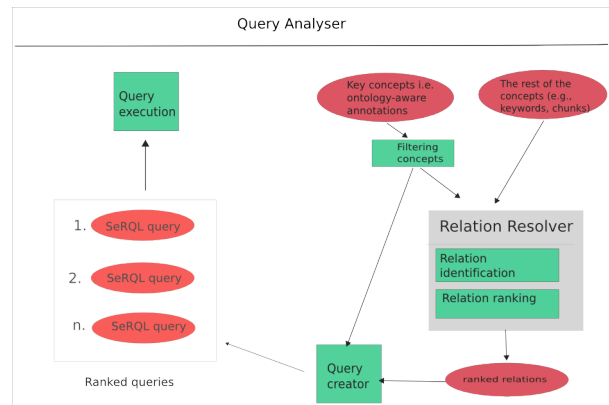 Query Analyser
Query
execution
Key concepts i.e.
ontology-aware
annotations
The rest of the
concepts (e.g.,
keywords, chunks)
Filtering
concepts
1. SeRQL query
2. SeRQL query
n. SeRQL query
Ranked queries
Relation Resolver
Relation
identification
Relation ranking
Query
creator
ranked relations